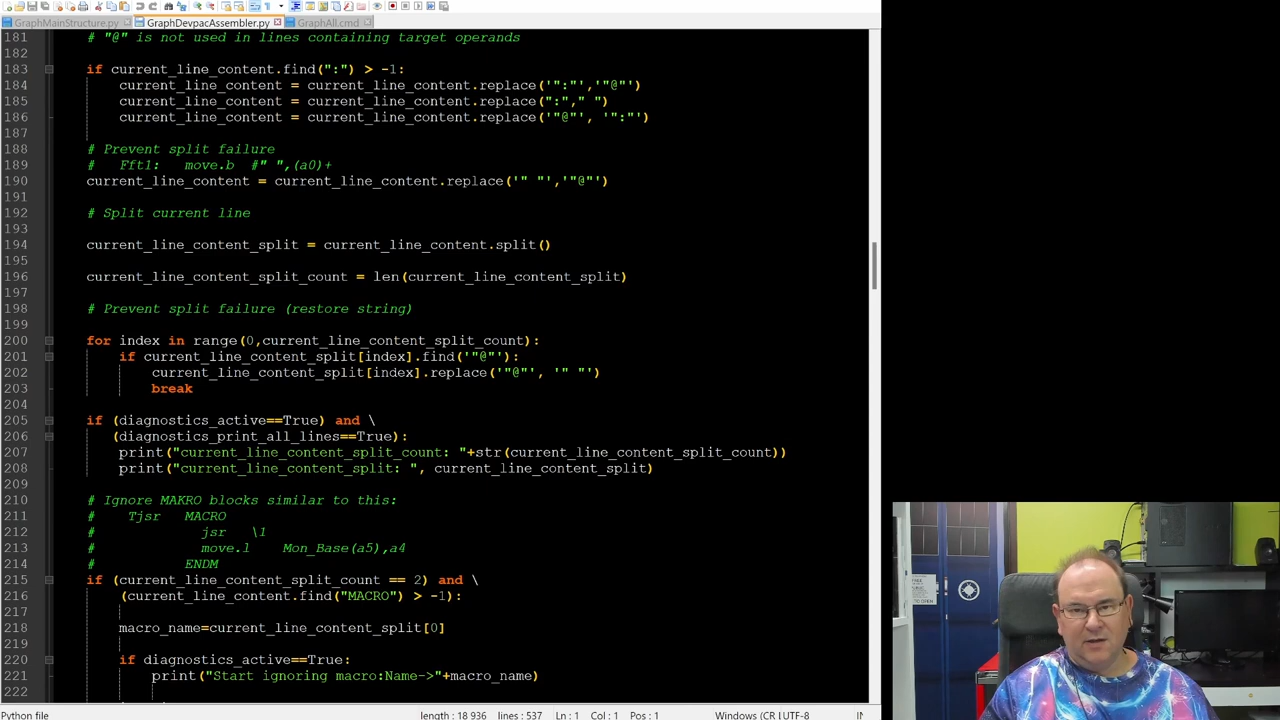 GraphMainStructure.py
GraphDevpacAssembler.py
GraphAll.cmd
181 # "@" is not used in lines containing target operands
182
183 if current_line_content.find(":") > -1:
184 current_line_content = current_line_content.replace('":"','"@"')
185 current_line_content = current_line_content.replace(":"," ")
186 current_line_content = current_line_content.replace('"@"', '":"')
187
188 # Prevent split failure
189 # Fft1: move.b #" ",(a0)+
190 current_line_content = current_line_content.replace('" "','"@"')
191
192 # Split current line
193
194 current_line_content_split = current_line_content.split()
195
196 current_line_content_split_count = len(current_line_content_split)
197
198 # Prevent split failure (restore string)
199
200 for index in range(0,current_line_content_split_count):
201 if current_line_content_split[index].find('"@"'):
202 current_line_content_split[index].replace('"@"', '" "')
203 break
204
205 if (diagnostics_active==True) and \
206 (diagnostics_print_all_lines==True):
207 print("current_line_content_split_count: "+str(current_line_content_split_count))
208 print("current_line_content_split: ", current_line_content_split)
209
210 # Ignore MAKRO blocks similar to this:
211 # Tjsr MACRO
212 # jsr \1
213 # move.l Mon_Base(a5),a4
214 # ENDM
215 if (current_line_content_split_count == 2) and \
216 (current_line_content.find("MACRO") > -1):
217
218 macro_name=current_line_content_split[0]
219
220 if diagnostics_active==True:
221 print("Start ignoring macro:Name->"+macro_name)
222
Python file
length : 18 936 lines : 537
Ln : 1 Col : 1 Pos : 1
Windows (CR LF)
UTF-8